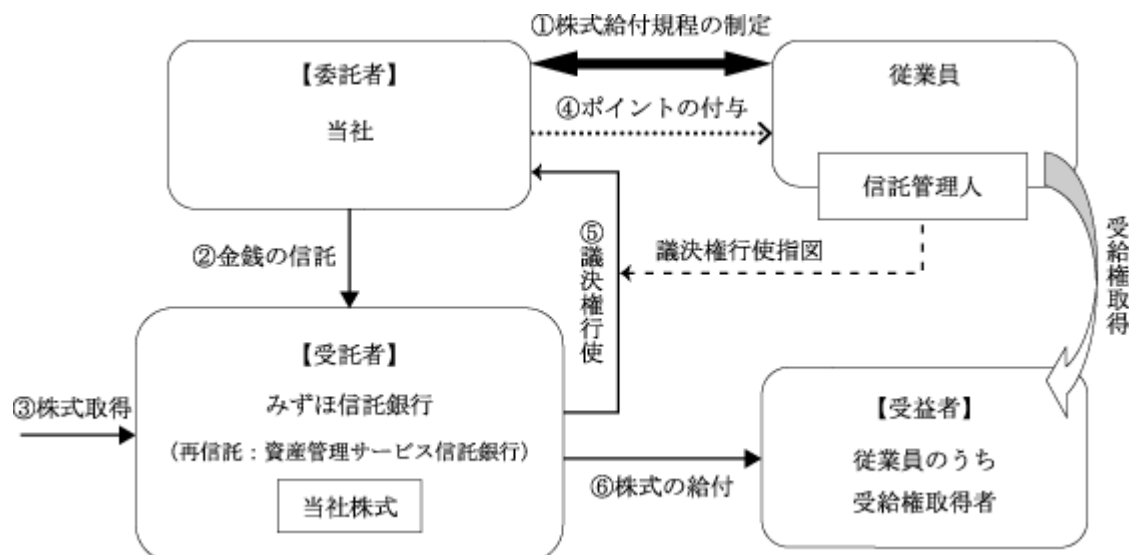 ①株式給付規程の制定
【委託者】
当社
従業員
④ポイントの付与
信託管理人
②金銭の信託
⑤議決権行使
議決権行使指図
受給権取得
【受託者】
みずほ信託銀行
(再信託：資産管理サービス信託銀行)
当社株式
③株式取得
⑥株式の給付
【受益者】
従業員のうち
受給権取得者